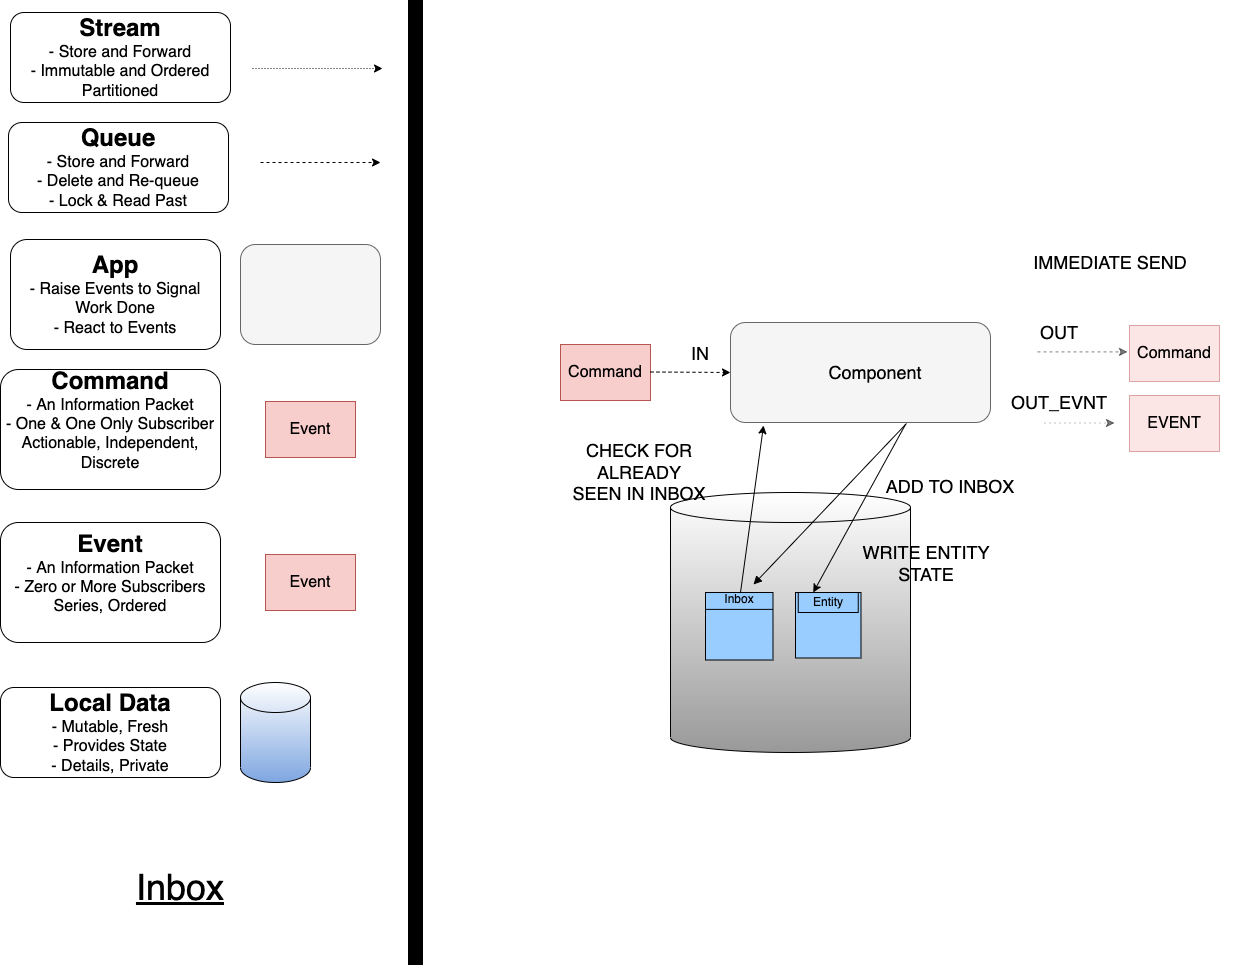 Stream
- Store and Forward
- Immutable and Ordered
Partitioned
Queue
- Store and Forward
- Delete and Re-queue
- Lock & Read Past
App
- Raise Events to Signal
Work Done
- React to Events
Command
- An Information Packet
- One & One Only Subscriber
Actionable, Independent,
Discrete
Event
Event
- An Information Packet
- Zero or More Subscribers
Series, Ordered
Event
Local Data
- Mutable, Fresh
- Provides State
- Details, Private
Inbox
IMMEDIATE SEND
Command
IN
Component
OUT
Command
OUT_EVNT
EVENT
CHECK FOR
ALREADY
SEEN IN INBOX
ADD TO INBOX
WRITE ENTITY
STATE
Inbox
Entity